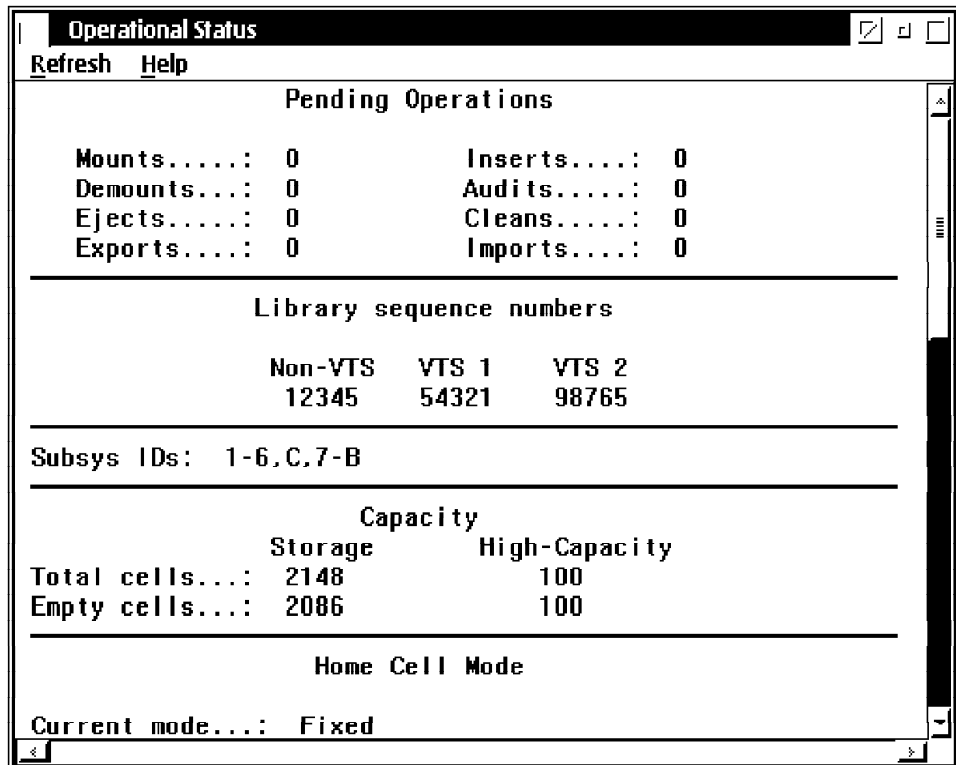 Operational Status
Refresh Help
Pending Operations
Mounts.....: 0 Inserts....: 0
Demounts...: 0 Audits.....: 0
Ejects.....: 0 Cleans.....: 0
Exports....: 0 Imports....: 0
Library sequence numbers
Non-VTS VTS 1 VTS 2
12345 54321 98765
Subsys IDs: 1-6,C,7-B
Capacity
Storage High-Capacity
Total cells...: 2148 100
Empty cells...: 2086 100
Home Cell Mode
Current mode...: Fixed